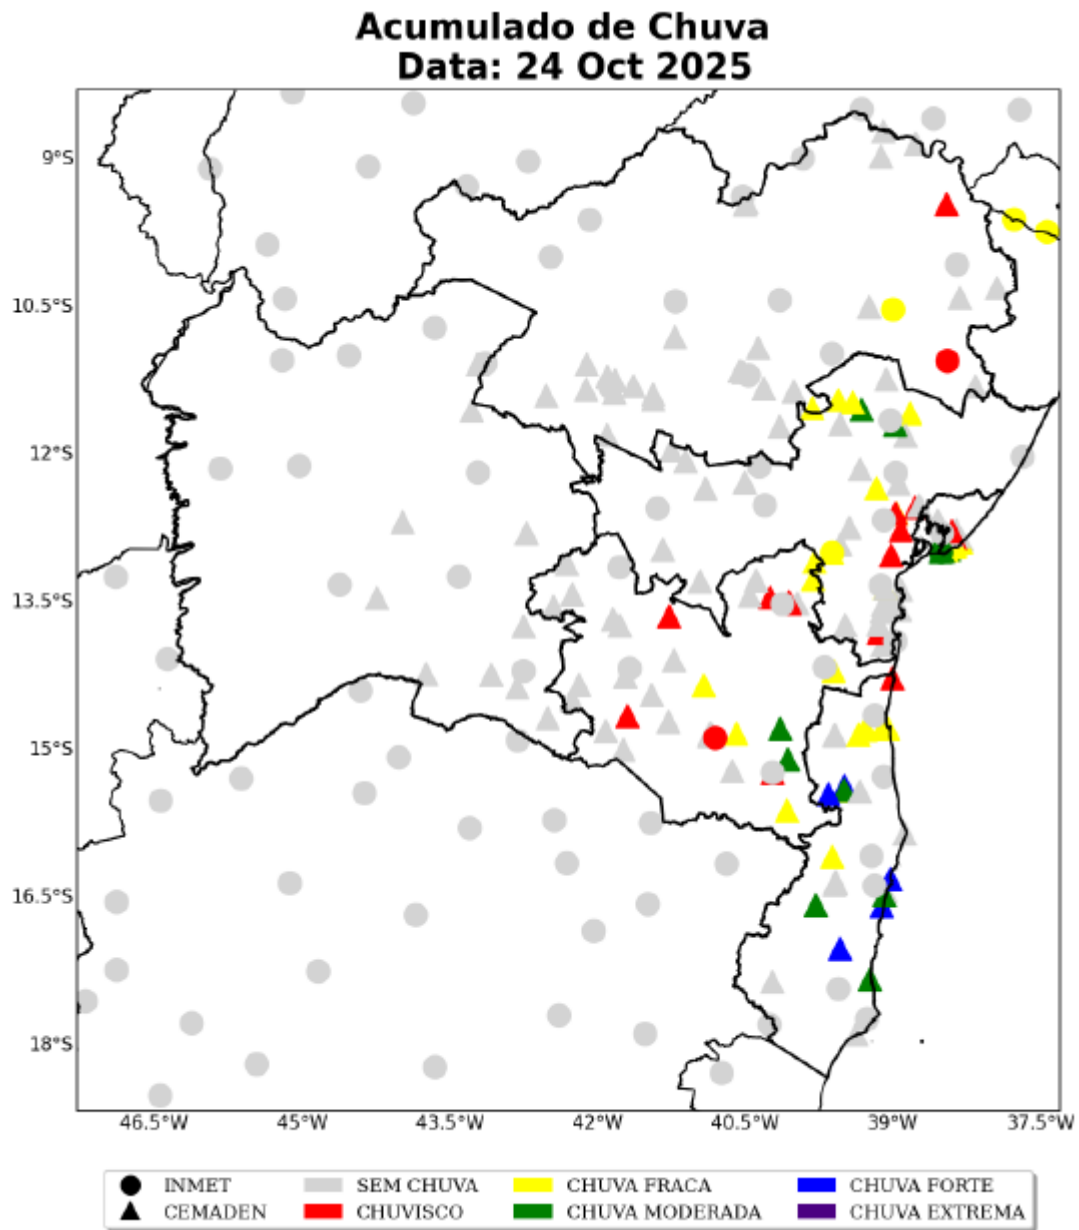 Acumulado de Chuva
Data: 24 Oct 2025
9°S
10.5°S
12°S
13.5°S
15°S
16.5°S
18°S
46.5°W 45°W 43.5°W 42°W 40.5°W 39°W 37.5°W
INMET SEM CHUVA CHUVA FRACA CHUVA FORTE
CEMADEN CHUVISCO CHUVA MODERADA CHUVA EXTREMA